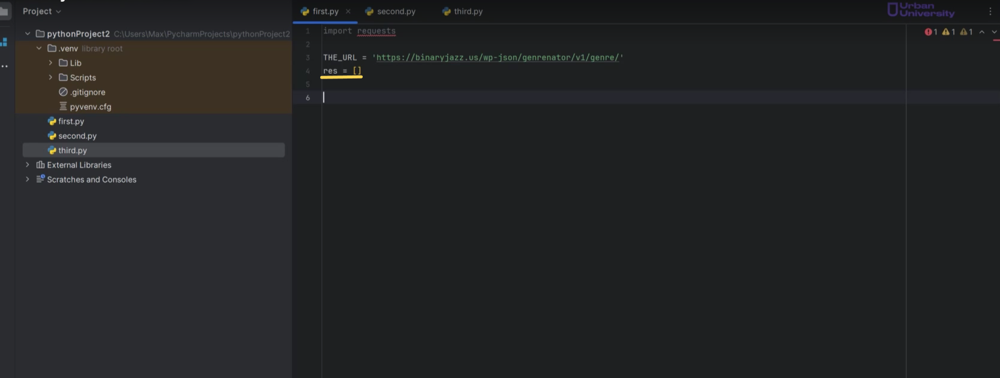 Project
first.py
second.py
third.py
Urban
University
pythonProject2 C:\Users\Max\PycharmProjects\pythonProject2
.venv library root
Lib
Scripts
.gitignore
pyvenv.cfg
first.py
second.py
third.py
External Libraries
Scratches and Consoles
1 import requests
2
3 THE_URL = 'https://binaryjazz.us/wp-json/genrenator/v1/genre/'
4 res = []
5
6
1 1 1